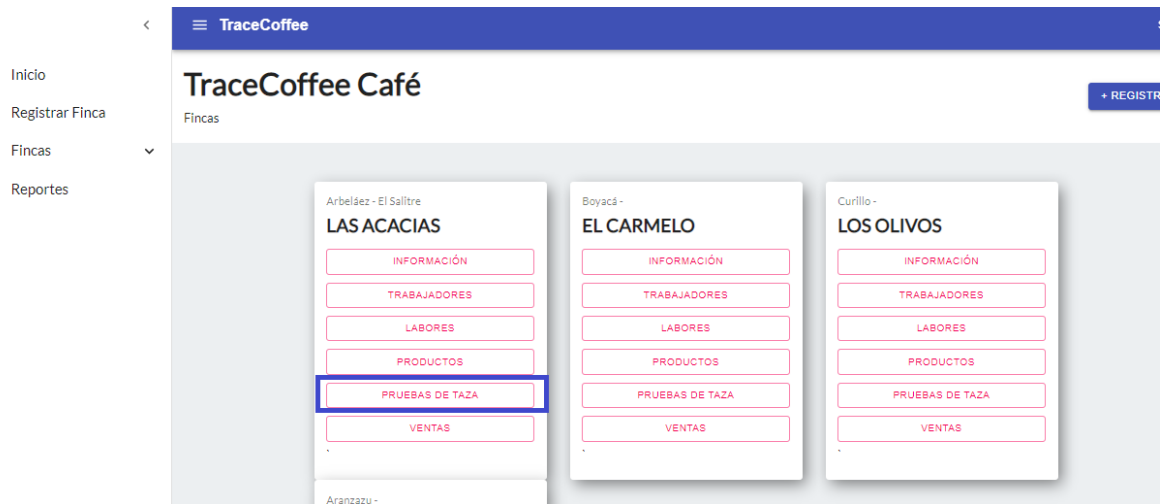 TraceCoffee
Inicio
Registrar Finca
Fincas
Reportes
TraceCoffee Café
Fincas
+ REGISTR
Arbeláez - El Salitre
LAS ACACIAS
INFORMACIÓN
TRABAJADORES
LABORES
PRODUCTOS
PRUEBAS DE TAZA
VENTAS
Boyacá -
EL CARMELO
INFORMACIÓN
TRABAJADORES
LABORES
PRODUCTOS
PRUEBAS DE TAZA
VENTAS
Curillo -
LOS OLIVOS
INFORMACIÓN
TRABAJADORES
LABORES
PRODUCTOS
PRUEBAS DE TAZA
VENTAS
Aranzazu -